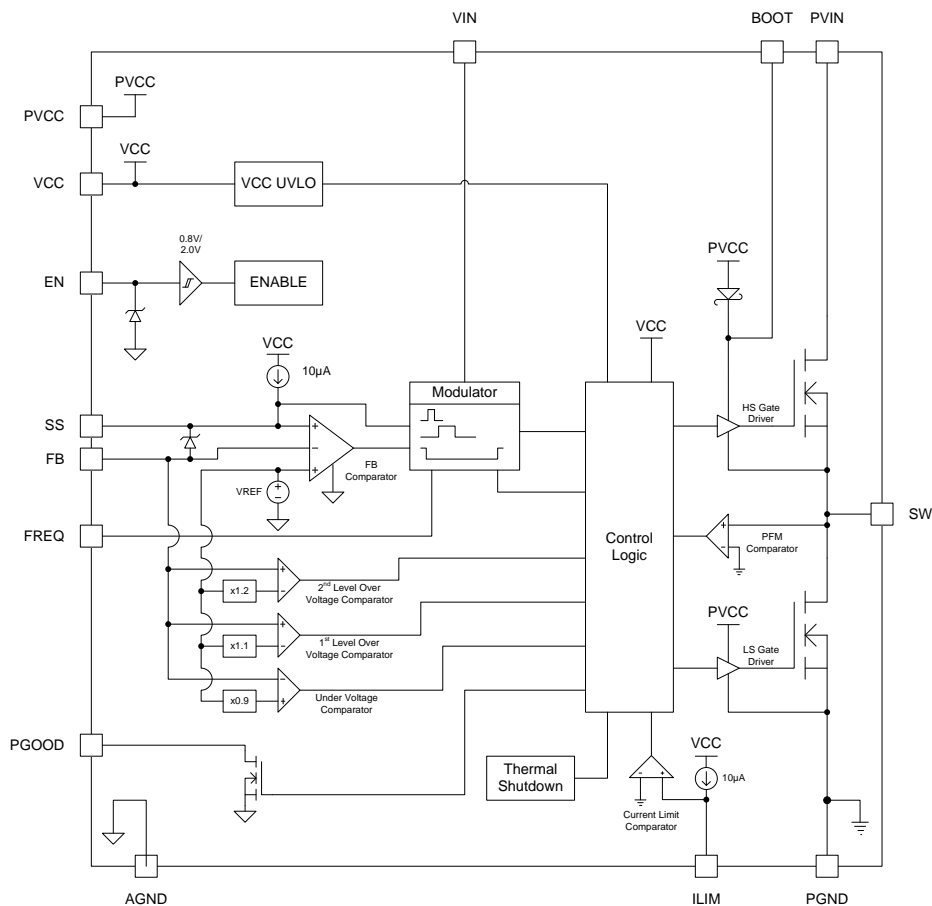 VIN
BOOT
PVIN
PVCC
PVCC
VCC
VCC
VCC UVLO
0.8V/
2.0V
EN
ENABLE
PVCC
VCC
VCC
10µA
Modulator
SS
+
HS Gate
Driver
FB
−
+
FB
Comparator
VREF
+
−
SW
FREQ
Control
Logic
+
−
PFM
Comparator
+
x1.2
−
2nd Level Over
Voltage Comparator
+
x1.1
−
1st Level Over
Voltage Comparator
PVCC
LS Gate
Driver
−
x0.9
+
Under Voltage
Comparator
PGOOD
VCC
Thermal
Shutdown
−
+
10µA
Current Limit
Comparator
AGND
ILIM
PGND